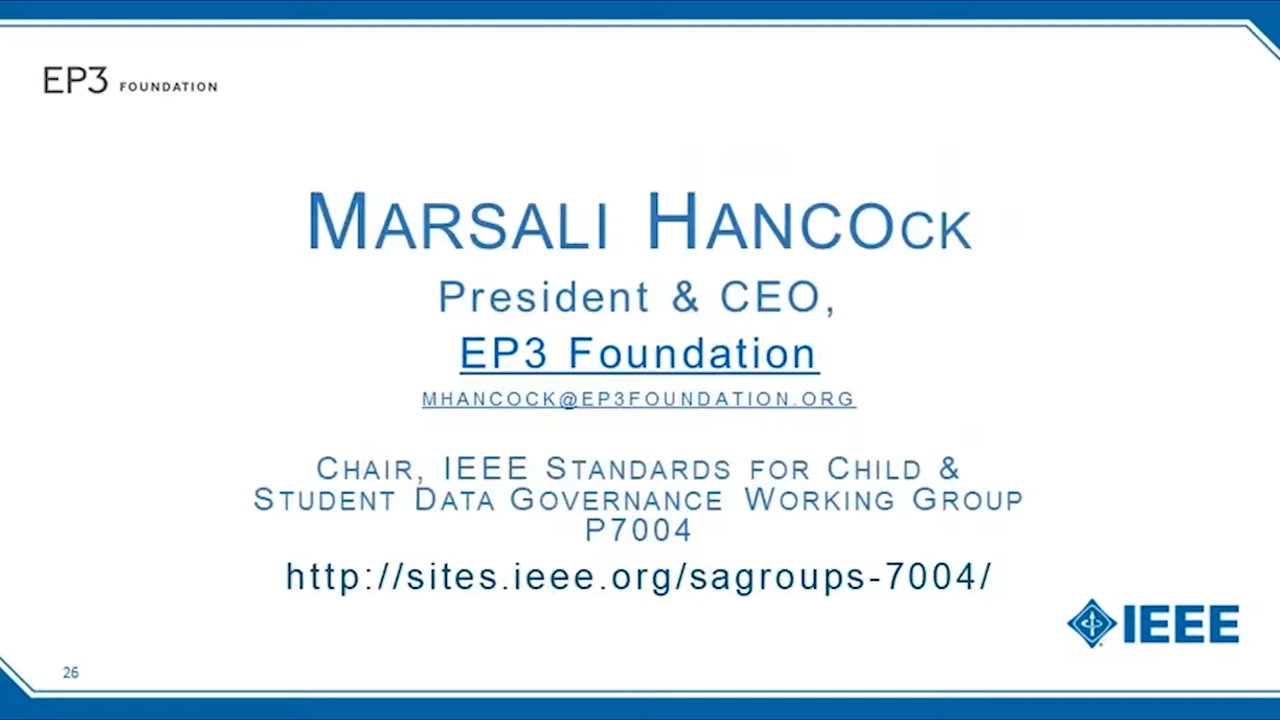 EP3 FOUNDATION
MARSALI HANCOCK
President & CEO,
EP3 Foundation
MHANCOCK@EP3FOUNDATION.ORG
CHAIR, IEEE STANDARDS FOR CHILD &
STUDENT DATA GOVERNANCE WORKING GROUP
P7004
http://sites.ieee.org/sagroups-7004/
IEEE
26